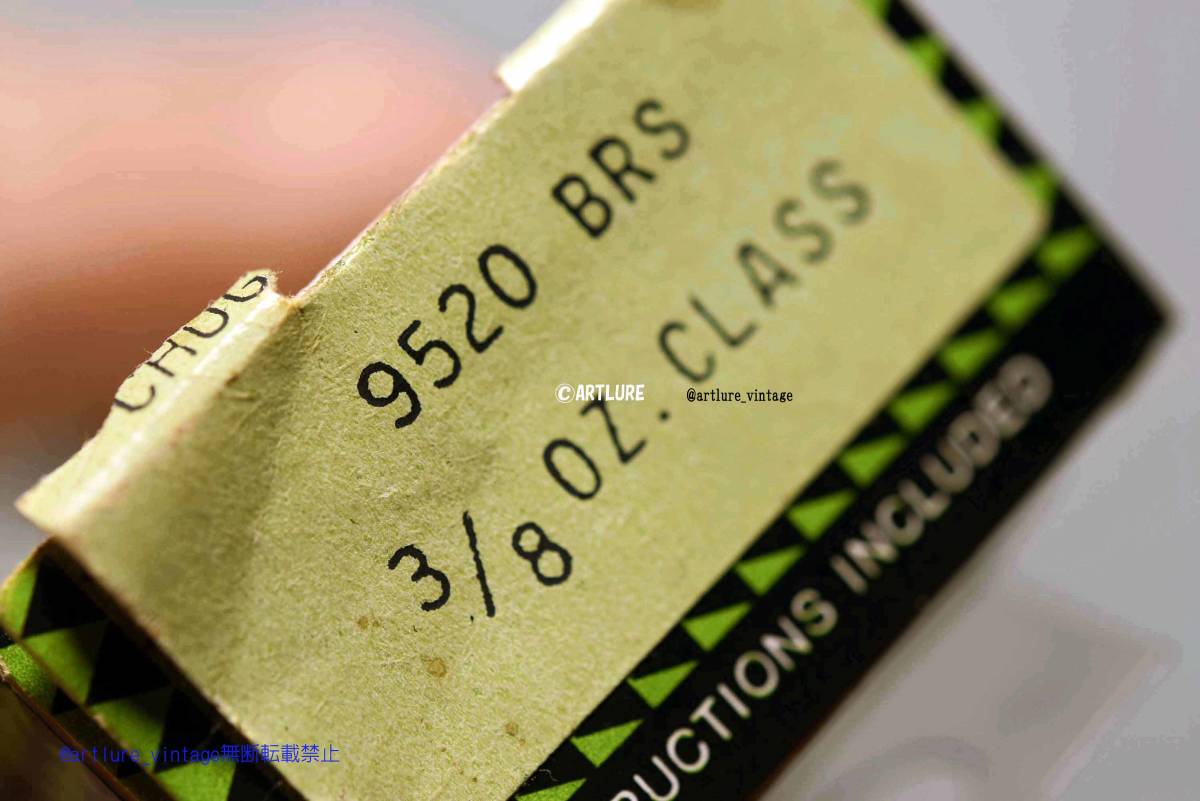 CHUG
9520 BRS
3/8 OZ. CLASS
RUCTIONS INCLUDED
©ARTLURE
@artlure_vintage
@artlure_vintage無断転載禁止